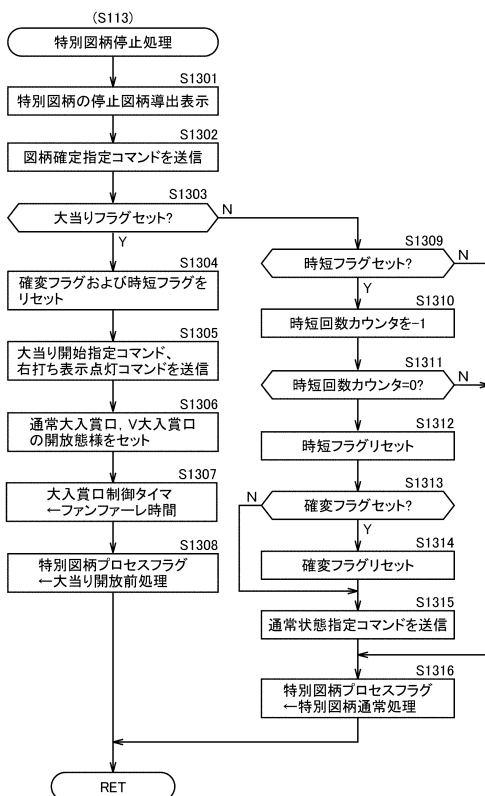 (S113)
特別図柄停止処理
S1301
特別図柄の停止図柄導出表示
S1302
図柄確定指定コマンドを送信
S1303
大当りフラグセット?
N
Y
S1304
確変フラグおよび時短フラグを
リセット
S1305
大当り開始指定コマンド、
右打ち表示点灯コマンドを送信
S1306
通常大入賞口，V大入賞口
の開放態様をセット
S1307
大入賞口制御タイマ
←ファンファーレ時間
S1308
特別図柄プロセスフラグ
←大当り開放前処理
S1309
時短フラグセット?
N
Y
S1310
時短回数カウンタを-1
S1311
時短回数カウンタ=0?
N
Y
S1312
時短フラグリセット
S1313
N
確変フラグセット?
Y
S1314
確変フラグリセット
S1315
通常状態指定コマンドを送信
S1316
特別図柄プロセスフラグ
←特別図柄通常処理
RET